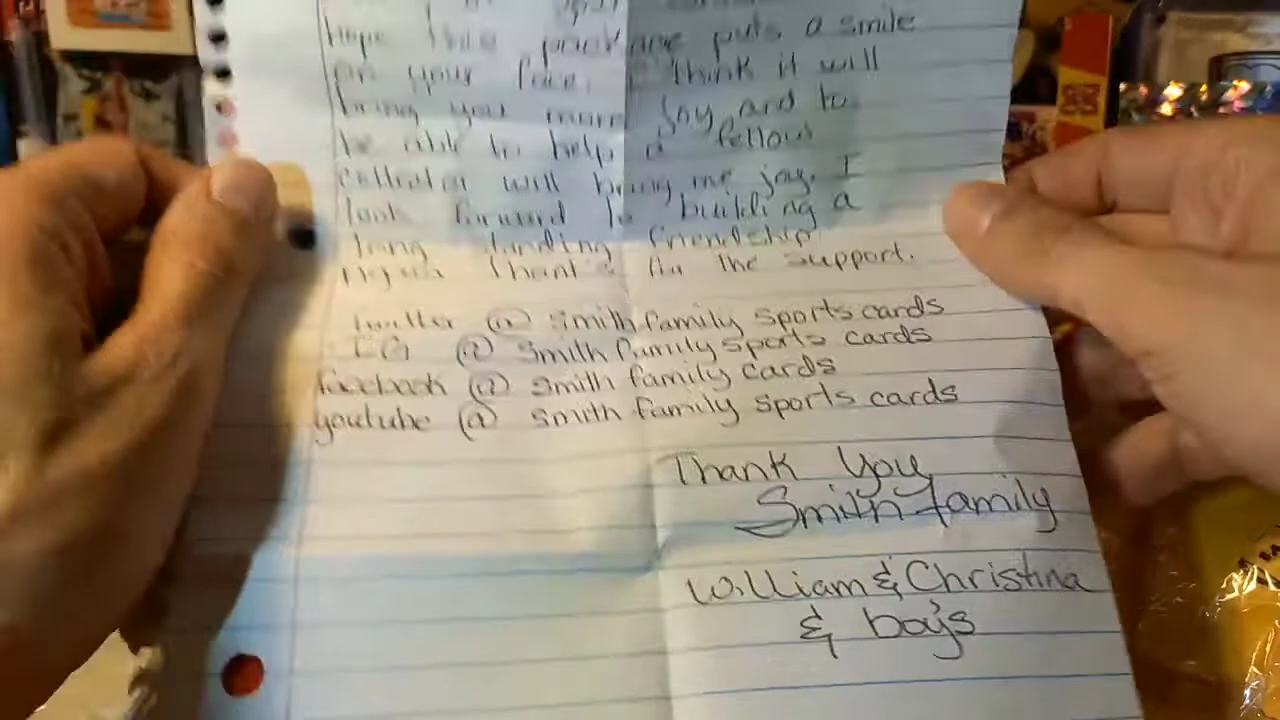 hope this package puts a smile
on your face, I think it will
bring you more joy and to
be able to help a fellow
collector will bring me joy. I
look forward to building a
long standing friendship
Thanks for the support.
twitter @ smith family sports cards
IG @ smith family sports cards
facebook @ smith family cards
youtube @ smith family sports cards
Thank You
Smith family
William & Christina
& boy's